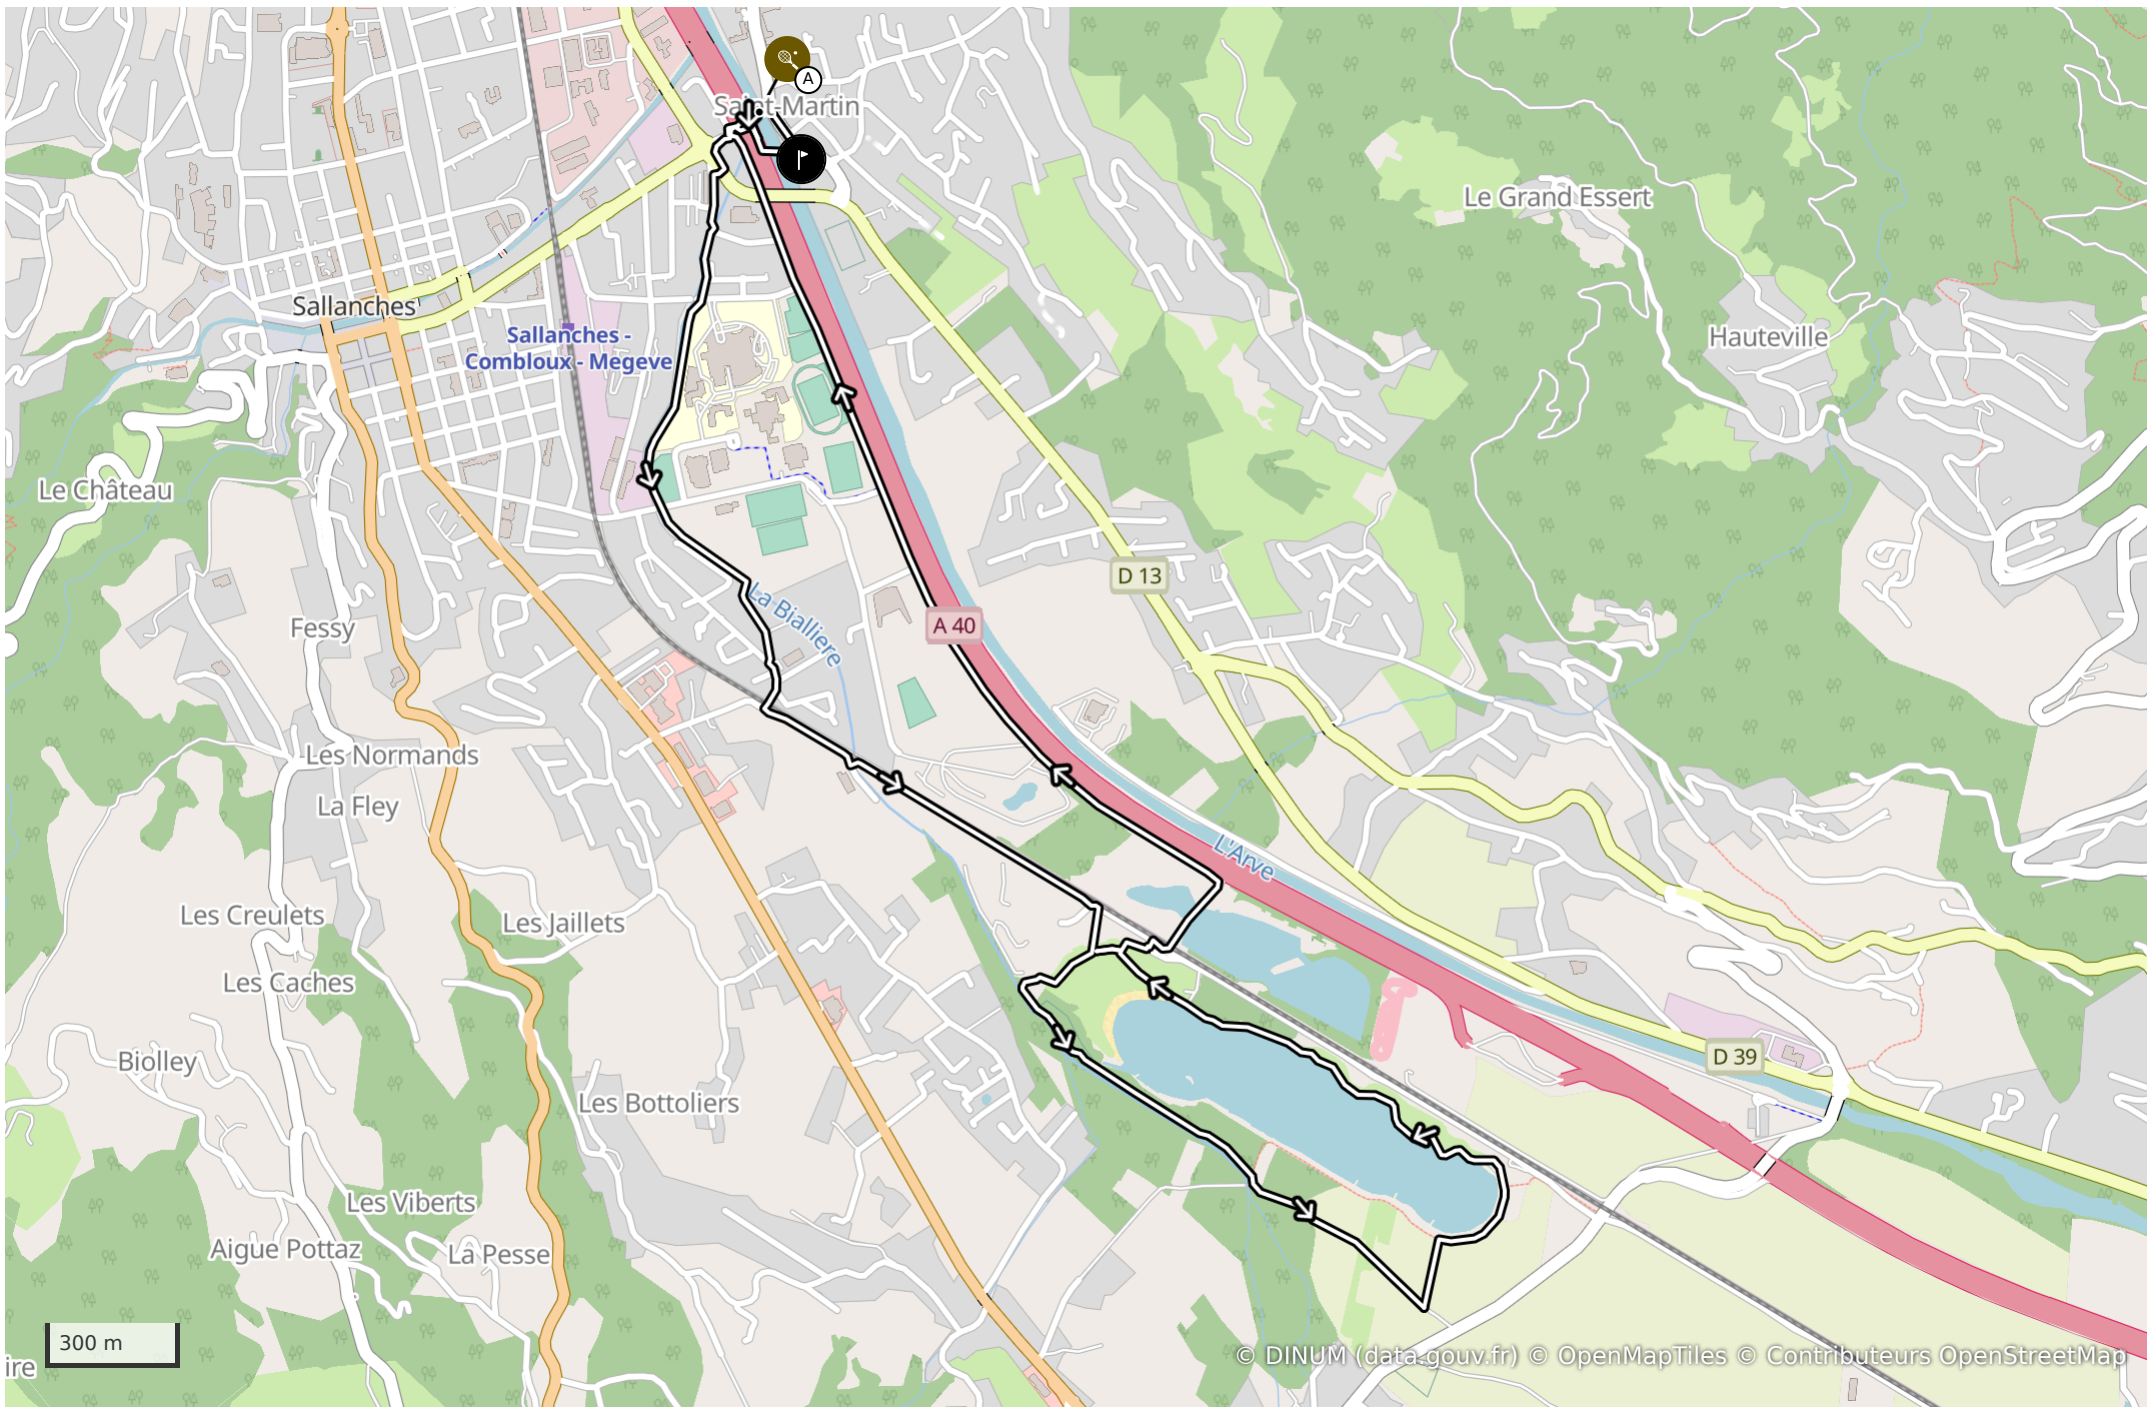 A
Saint-Martin
Le Grand Essert
Sallanches
Sallanches -
Combloux - Megeve
Hauteville
Le Château
D 13
La Bialliere
A 40
Fessy
Les Normands
La Fley
L'Arve
Les Creulets
Les Jaillets
Les Caches
Biolley
D 39
Les Bottoliers
Les Viberts
Aigue Pottaz
La Pesse
300 m
ire
© DINUM (data.gouv.fr) © OpenMapTiles © Contributeurs OpenStreetMap